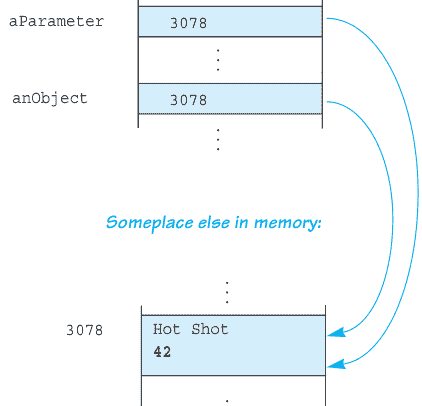 aParameter 3078
anObject 3078
Someplace else in memory:
3078 Hot Shot
42